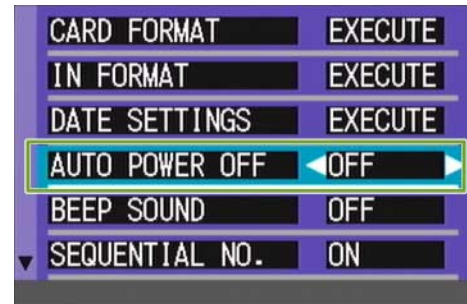 CARD FORMAT EXECUTE
IN FORMAT EXECUTE
DATE SETTINGS EXECUTE
AUTO POWER OFF OFF
BEEP SOUND OFF
SEQUENTIAL NO. ON